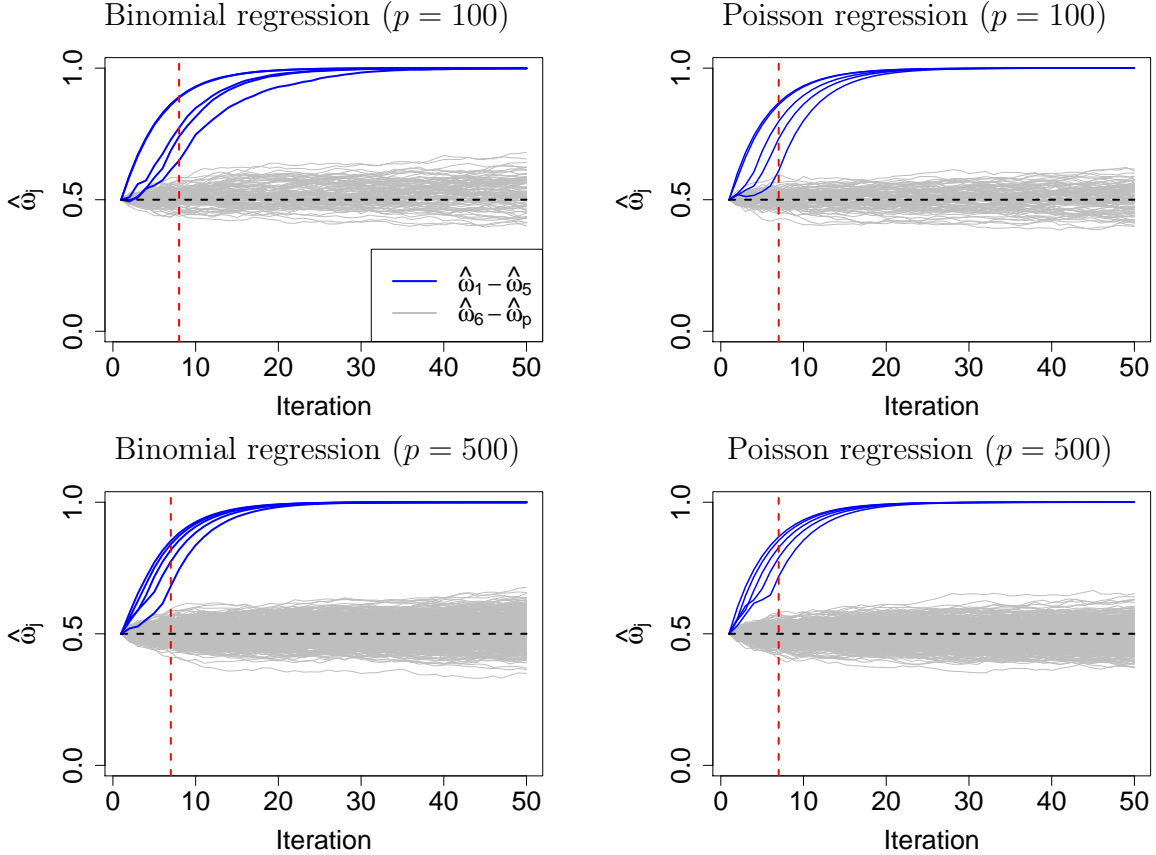 Binomial regression (p = 100)
1.0
0.5
0.0
ω̂j
ω̂1 – ω̂5
ω̂6 – ω̂p
0 10 20 30 40 50
Iteration
Poisson regression (p = 100)
1.0
0.5
0.0
ω̂j
0 10 20 30 40 50
Iteration
Binomial regression (p = 500)
1.0
0.5
0.0
ω̂j
0 10 20 30 40 50
Iteration
Poisson regression (p = 500)
1.0
0.5
0.0
ω̂j
0 10 20 30 40 50
Iteration